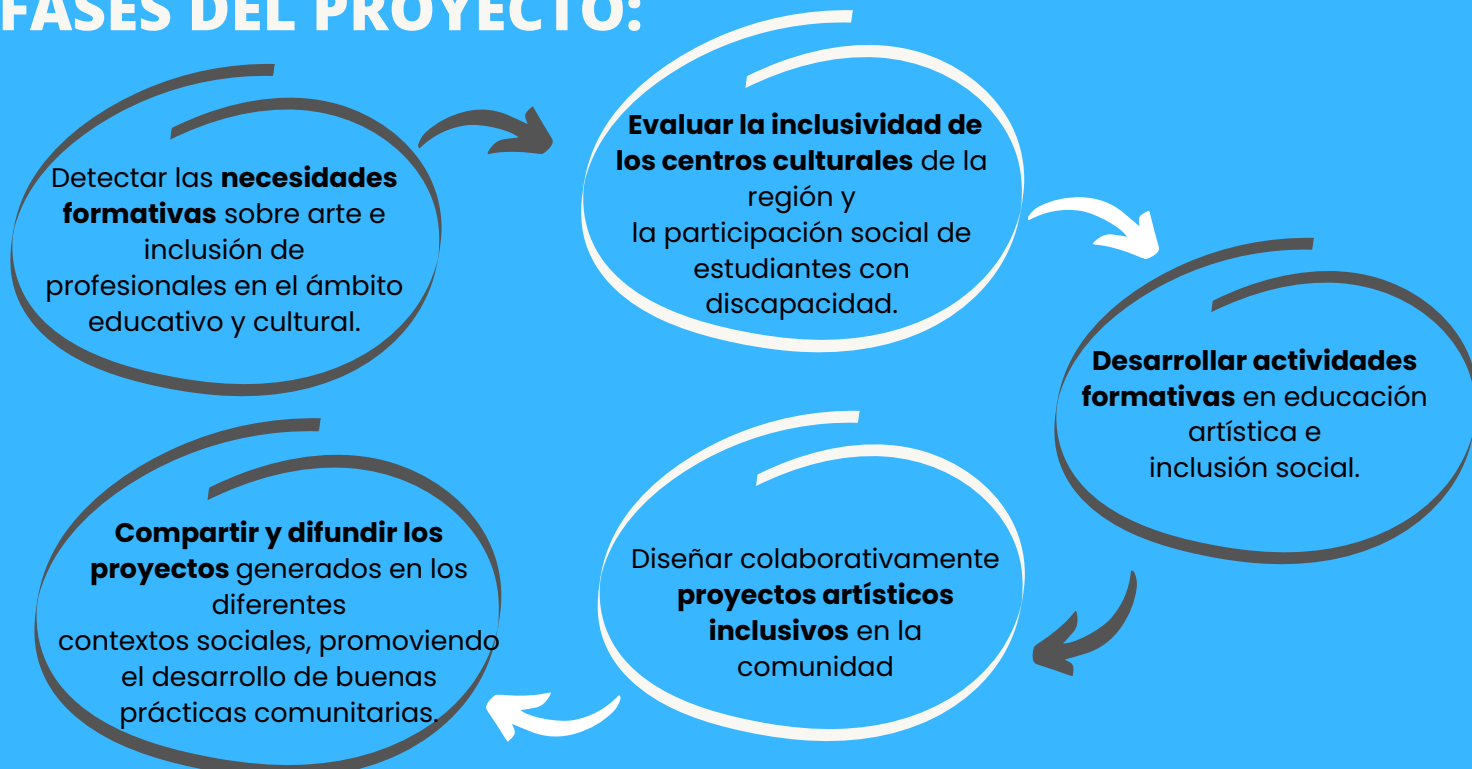 FASES DEL PROYECTO:
Detectar las necesidades
formativas sobre arte e
inclusión de
profesionales en el ámbito
educativo y cultural.
Evaluar la inclusividad de
los centros culturales de la
región y
la participación social de
estudiantes con
discapacidad.
Desarrollar actividades
formativas en educación
artística e
inclusión social.
Diseñar colaborativamente
proyectos artísticos
inclusivos en la
comunidad
Compartir y difundir los
proyectos generados en los
diferentes
contextos sociales, promoviendo
el desarrollo de buenas
prácticas comunitarias.